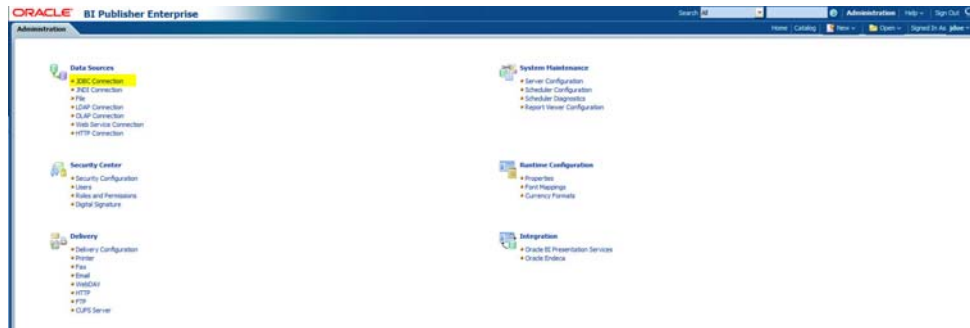 ORACLE BI Publisher Enterprise
Search All
Administration Help Sign Out
Administration
Home Catalog New Open Signed In As jdoe
Data Sources
JDBC Connection
JNDI Connection
File
LDAP Connection
OLAP Connection
Web Service Connection
HTTP Connection
System Maintenance
Server Configuration
Scheduler Configuration
Scheduler Diagnostics
Report Viewer Configuration
Security Center
Security Configuration
Users
Roles and Permissions
Digital Signature
Runtime Configuration
Properties
Font Mappings
Currency Formats
Delivery
Delivery Configuration
Printer
Fax
Email
WebDAV
HTTP
FTP
CUPS Server
Integration
Oracle BI Presentation Services
Oracle Endeca